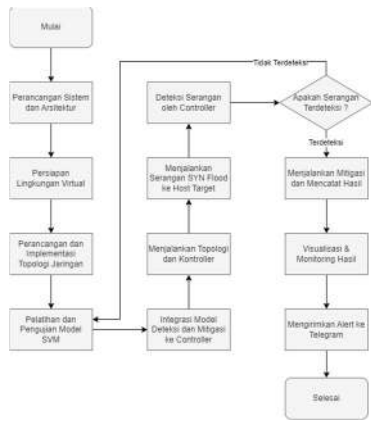 Mulai
Perancangan Sistem
dan Arsitektur
Persiapan
Lingkungan Virtual
Perancangan dan
Implementasi
Topologi Jaringan
Pelatihan dan
Pengujian Model
SVM
Integrasi Model
Deteksi dan Mitigasi
ke Controller
Menjalankan Topologi
dan Kontroller
Menjalankan
Serangan SYN Flood
ke Host Target
Deteksi Serangan
oleh Controller
Apakah Serangan
Terdeteksi ?
Tidak Terdeteksi
Terdeteksi
Menjalankan Mitigasi
dan Mencatat Hasil
Visualisasi &
Monitoring Hasil
Mengirimkan Alert ke
Telegram
Selesai